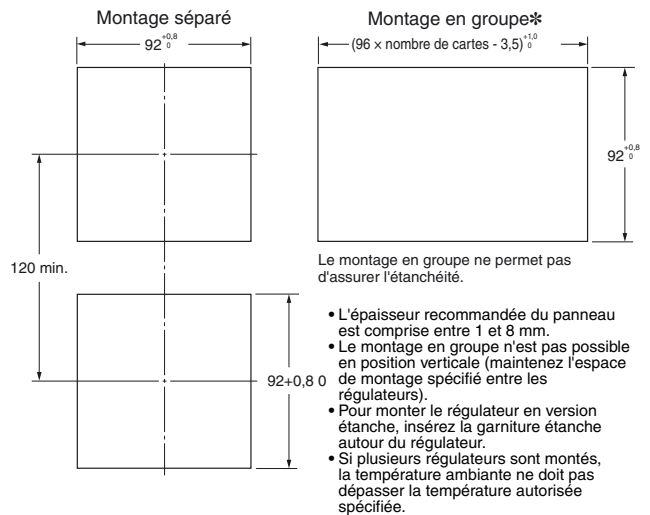 Montage séparé
92 +0,8 0
120 min.
92+0,8 0
Montage en groupe*
(96 × nombre de cartes - 3,5) +1,0 0
92 +0,8 0
Le montage en groupe ne permet pas
d'assurer l'étanchéité.
• L'épaisseur recommandée du panneau
est comprise entre 1 et 8 mm.
• Le montage en groupe n'est pas possible
en position verticale (maintenez l'espace
de montage spécifié entre les
régulateurs).
• Pour monter le régulateur en version
étanche, insérez la garniture étanche
autour du régulateur.
• Si plusieurs régulateurs sont montés,
la température ambiante ne doit pas
dépasser la température autorisée
spécifiée.